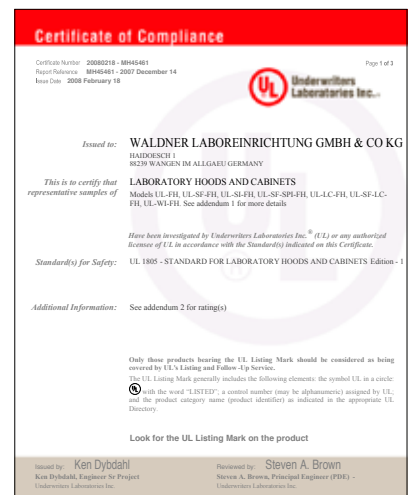 Certificate of Compliance
Certificate Number 20080218 - MH45461
Page 1 of 3
Report Reference MH45461 - 2007 December 14
Issue Date 2008 February 18
UL
Underwriters
Laboratories Inc.®
Issued to: WALDNER LABOREINRICHTUNG GMBH & CO KG
HAIDOESCH 1
88239 WANGEN IM ALLGAEU GERMANY
This is to certify that LABORATORY HOODS AND CABINETS
representative samples of Models UL-FH, UL-SF-FH, UL-SI-FH, UL-SF-SPI-FH, UL-LC-FH, UL-SF-LC-
FH, UL-WI-FH. See addendum 1 for more details
Have been investigated by Underwriters Laboratories Inc.® (UL) or any authorized
licensee of UL in accordance with the Standard(s) indicated on this Certificate.
Standard(s) for Safety: UL 1805 - STANDARD FOR LABORATORY HOODS AND CABINETS Edition - 1
Additional Information: See addendum 2 for rating(s)
Only those products bearing the UL Listing Mark should be considered as being
covered by UL's Listing and Follow -Up Service.
The UL Listing Mark generally includes the following elements: the symbol UL in a circle:
UL with the word "LISTED"; a control number (may be alphanumeric) assigned by UL;
and the product category name (product identifier) as indicated in the appropriate UL
Directory.
Look for the UL Listing Mark on the product
Issued by: Ken Dybdahl
Reviewed by: Steven A. Brown
Ken Dybdahl, Engineer Sr Project
Steven A. Brown, Principal Engineer (PDE) -
Underwriters Laboratories Inc.
Underwriters Laboratories Inc.